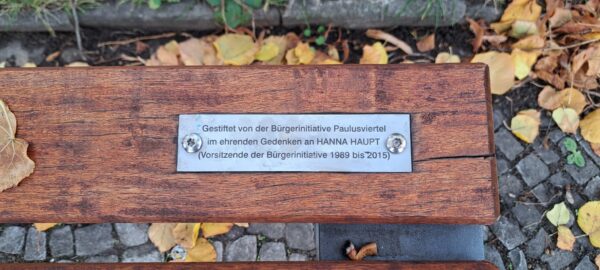 Gestiftet von der Bürgerinitiative Paulusviertel
im ehrenden Gedenken an HANNA HAUPT
(Vorsitzende der Bürgerinitiative 1989 bis 2015)